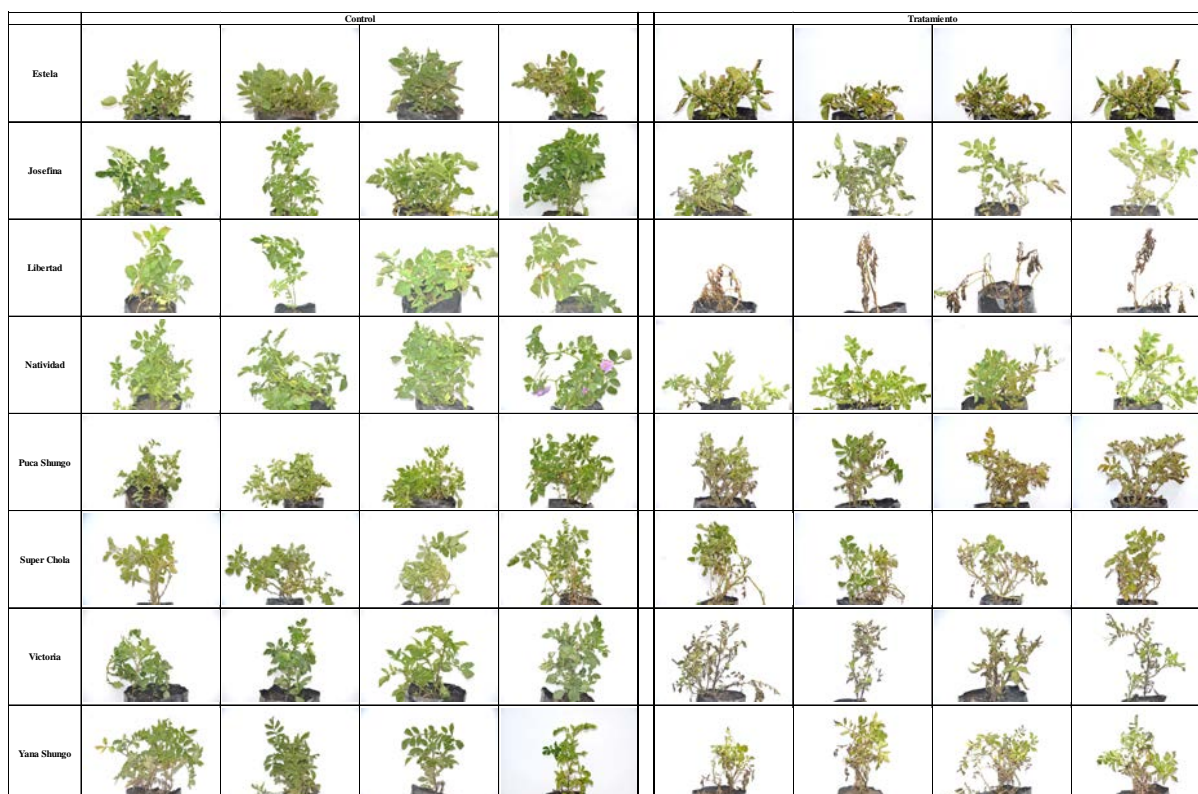 Control Tratamiento
Estela
Josefina
Libertad
Natividad
Puca Shungo
Super Chola
Victoria
Yana Shungo